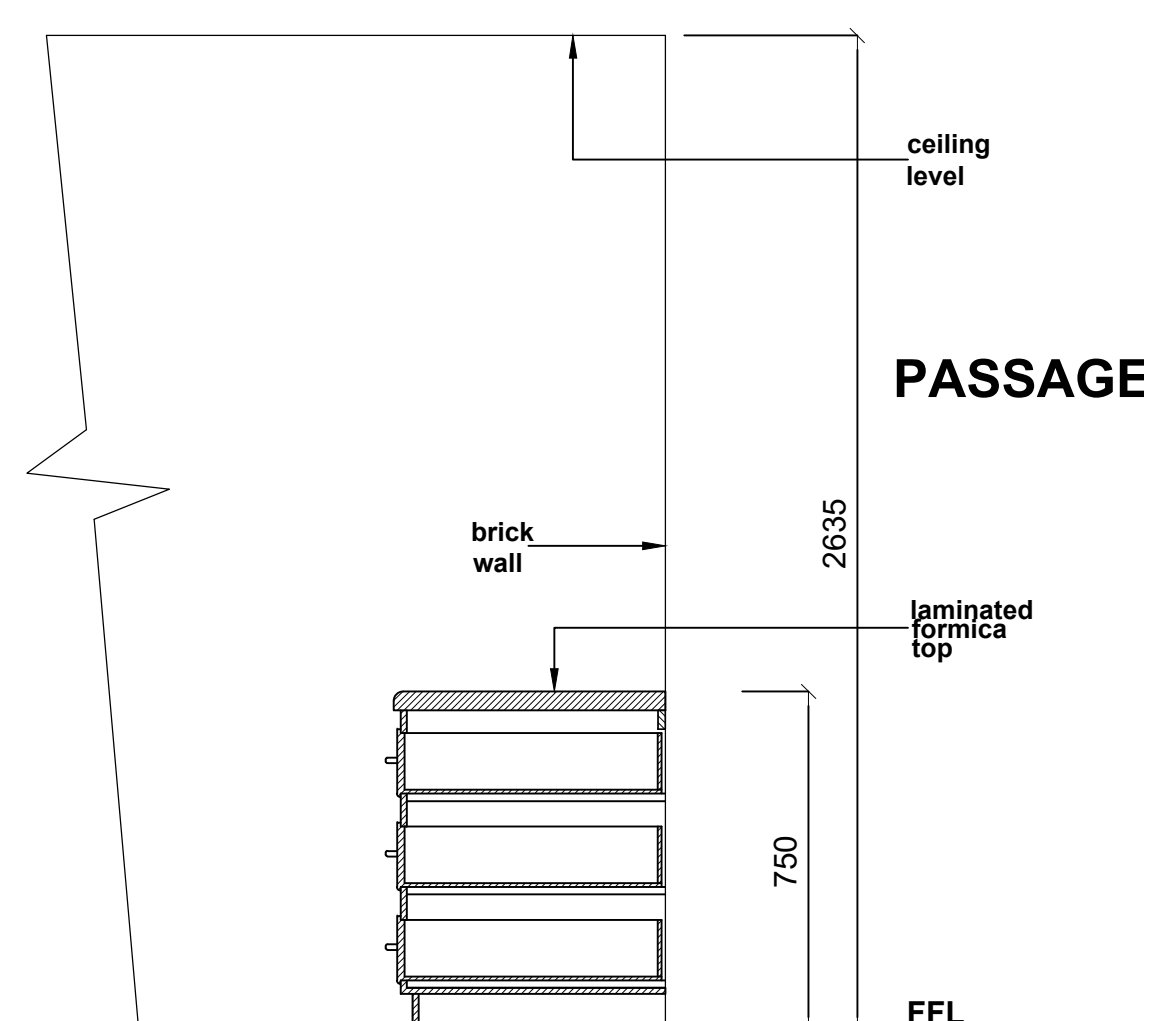 ceiling
level
PASSAGE
2635
brick
wall
laminated
formica
top
750
FFL